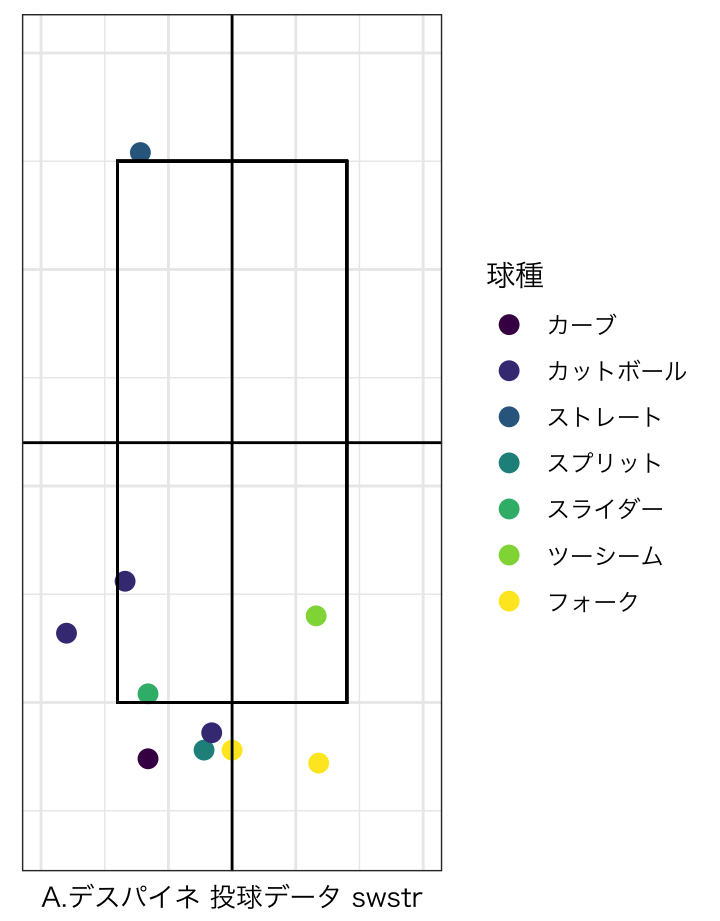 球種
カーブ
カットボール
ストレート
スプリット
スライダー
ツーシーム
フォーク
A.デスパイネ 投球データ swstr